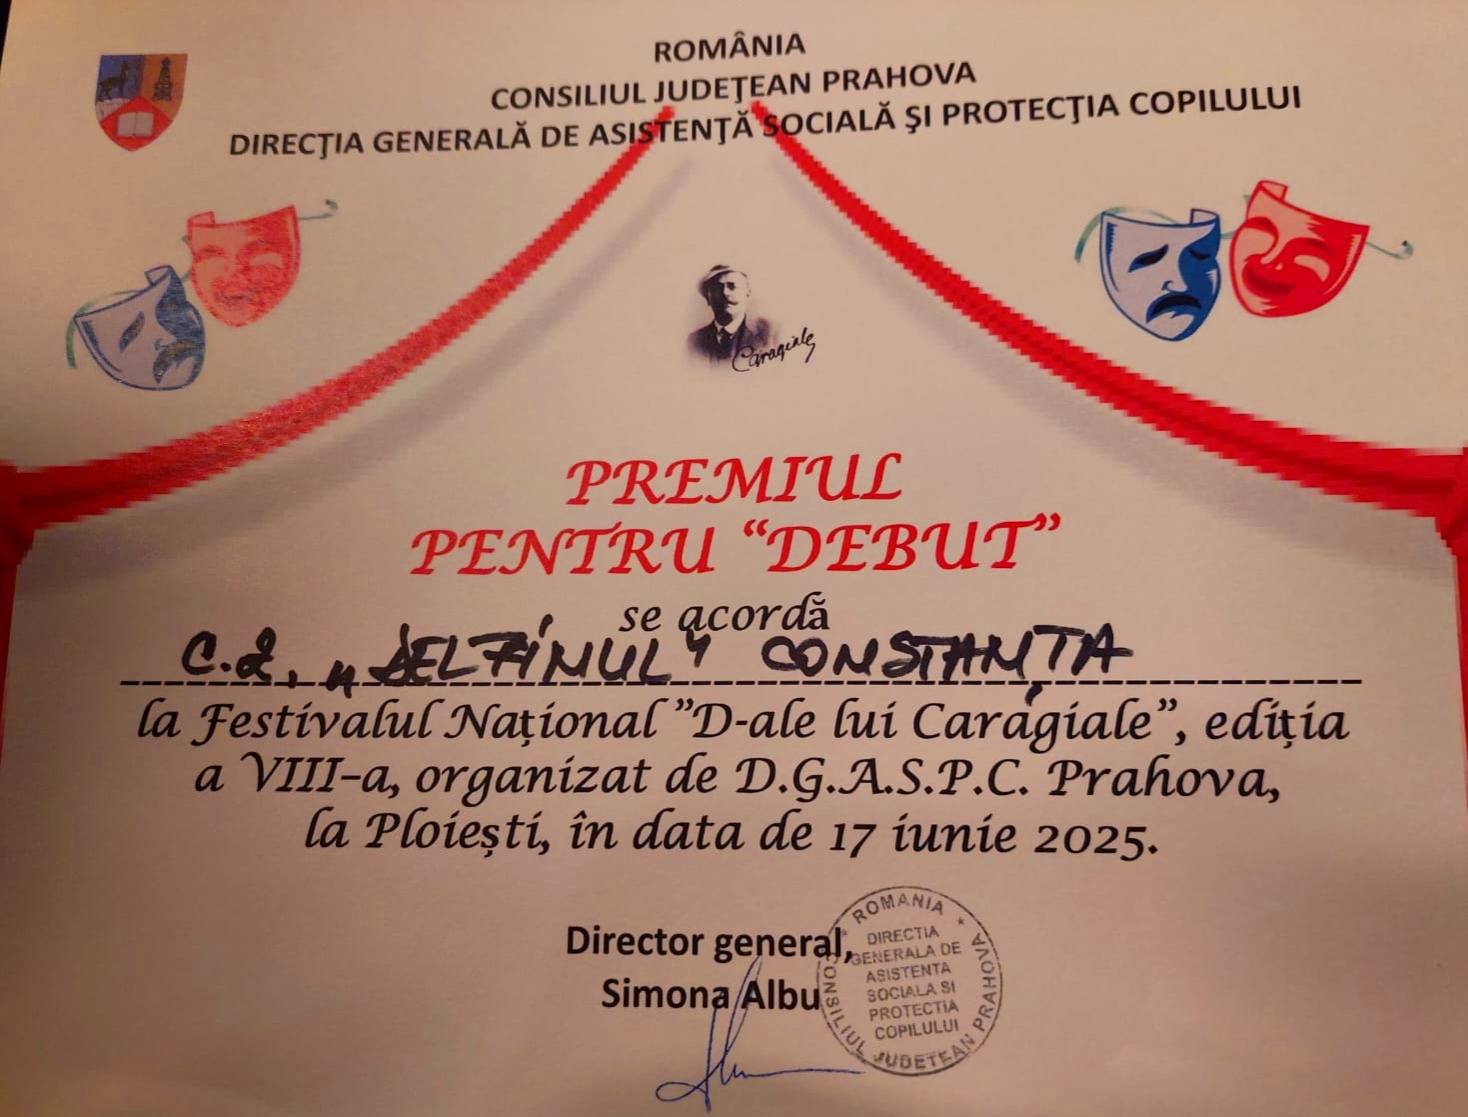 ROMÂNIA
CONSILIUL JUDEŢEAN PRAHOVA
DIRECŢIA GENERALĂ DE ASISTENŢĂ SOCIALĂ ŞI PROTECŢIA COPILULUI
Caragiale
PREMIUL
PENTRU “DEBUT”
se acordă
C.Z. „DELFINUL” CONSTANȚA
la Festivalul Național ”D-ale lui Caragiale”, ediția
a VIII-a, organizat de D.G.A.S.P.C. Prahova,
la Ploiești, în data de 17 iunie 2025.
Director general,
Simona Albu
* ROMANIA *
CONSILIUL JUDETEAN PRAHOVA
DIRECTIA
GENERALA DE
ASISTENTA
SOCIALA SI
PROTECTIA
COPILULUI